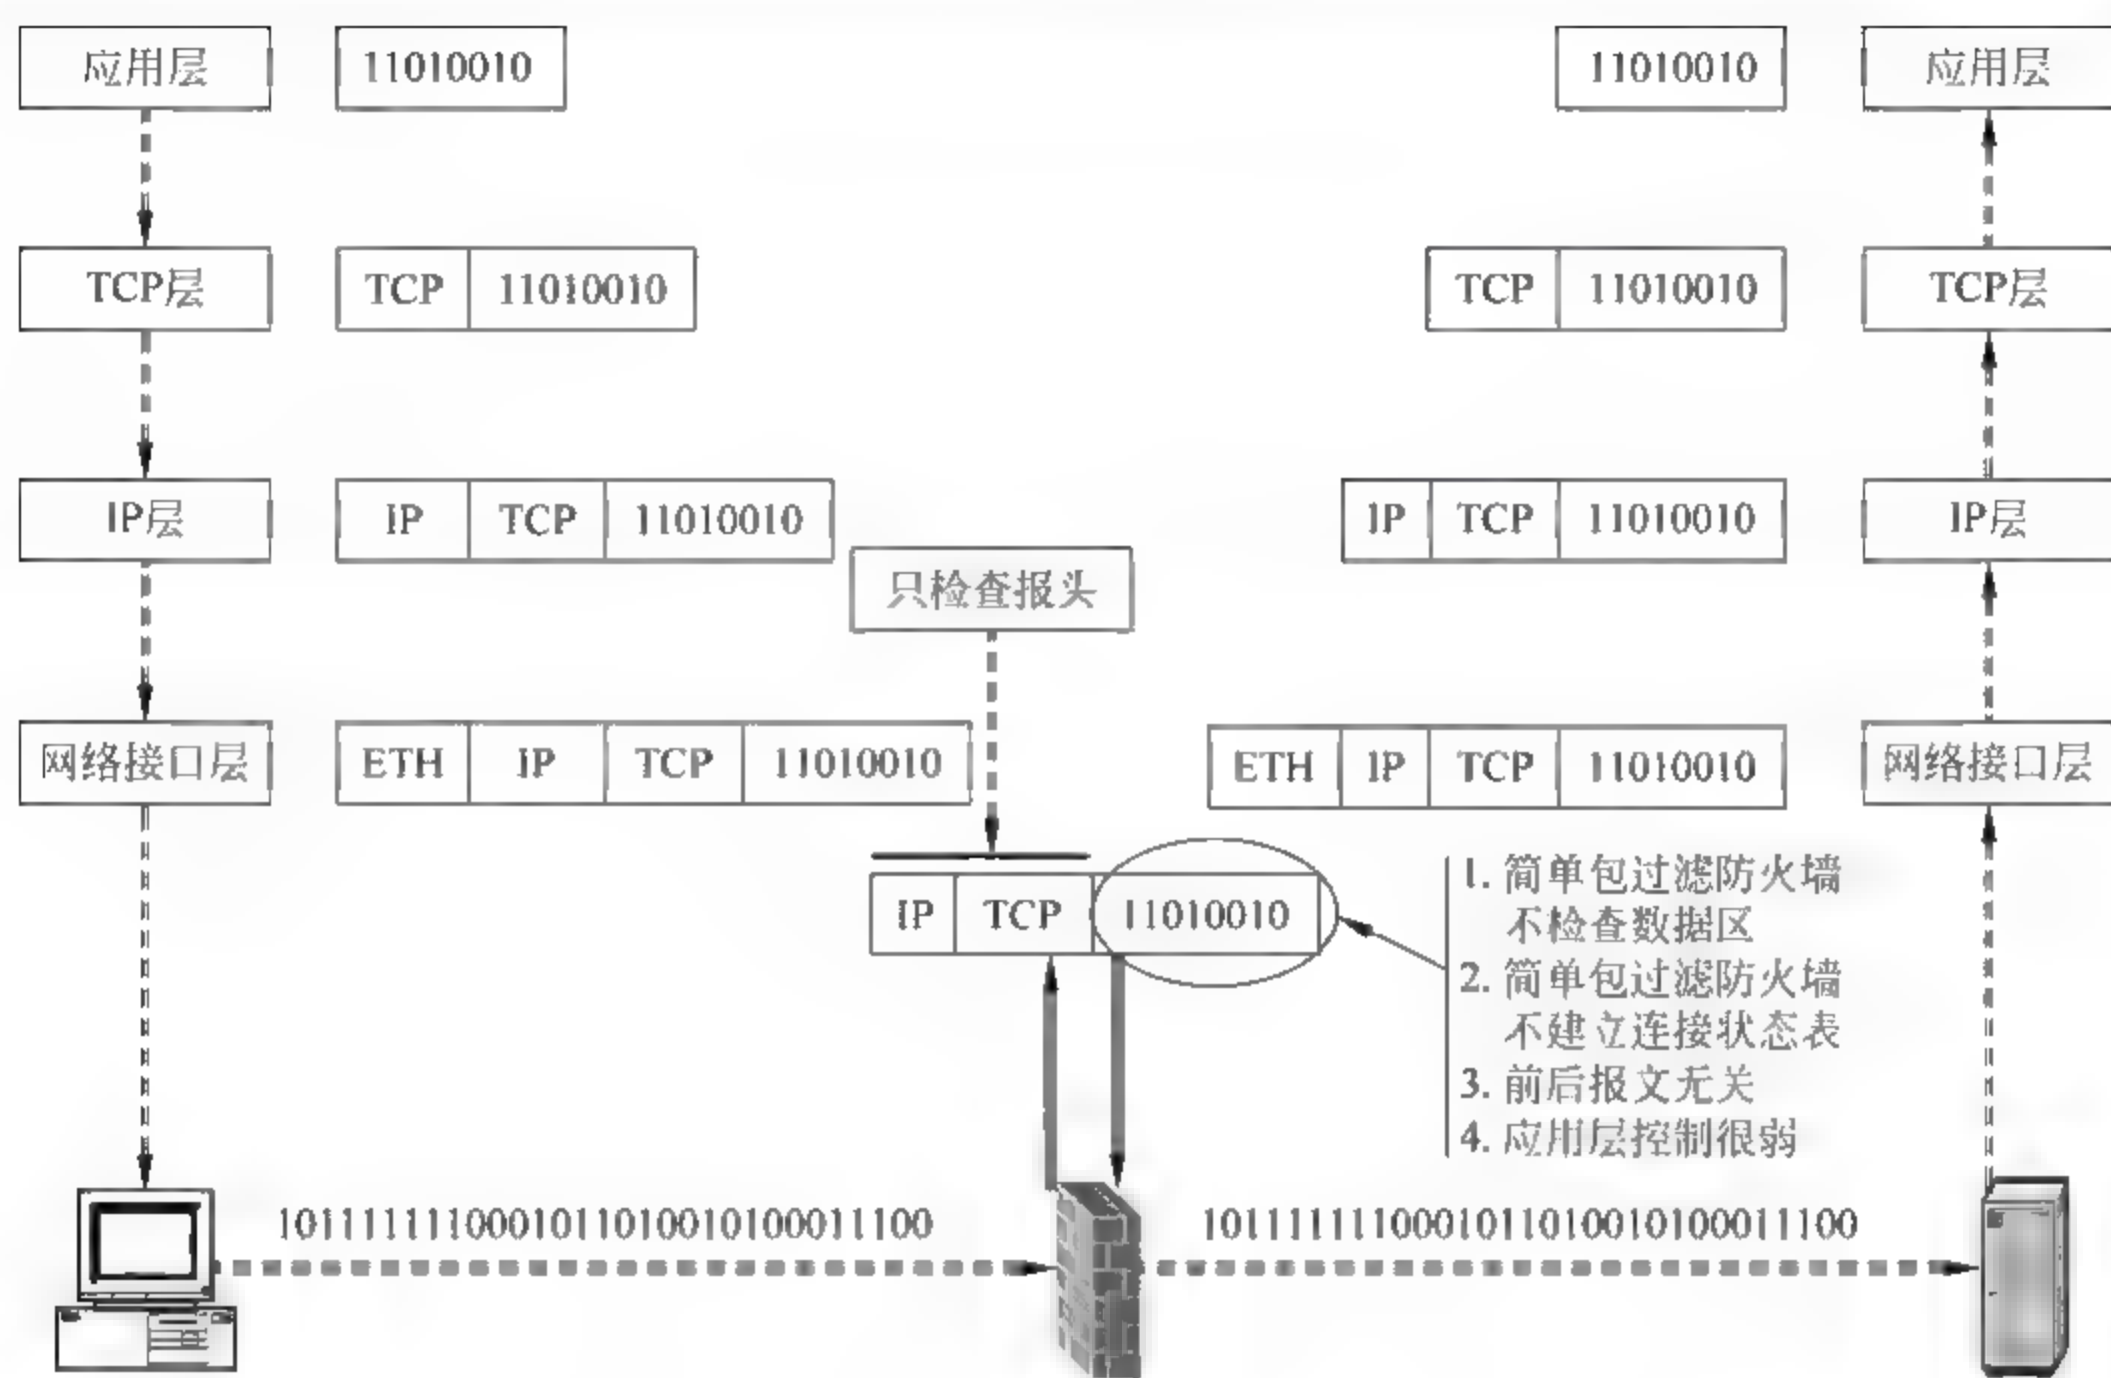 应用层 11010010 11010010 应用层
TCP层 TCP 11010010 TCP 11010010 TCP层
IP层 IP TCP 11010010 IP TCP 11010010 IP层
只检查报头
网络接口层 ETH IP TCP 11010010 ETH IP TCP 11010010 网络接口层
IP TCP 11010010
1. 简单包过滤防火墙
不检查数据区
2. 简单包过滤防火墙
不建立连接状态表
3. 前后报文无关
4. 应用层控制很弱
1011111110001011010010100011100 1011111110001011010010100011100